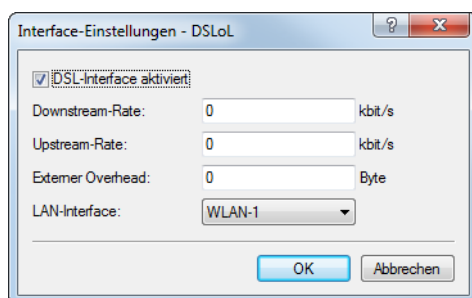 Interface-Einstellungen - DSLoL
DSL-Interface aktiviert
Downstream-Rate: 0 kbit/s
Upstream-Rate: 0 kbit/s
Externer Overhead: 0 Byte
LAN-Interface: WLAN-1
OK Abbrechen